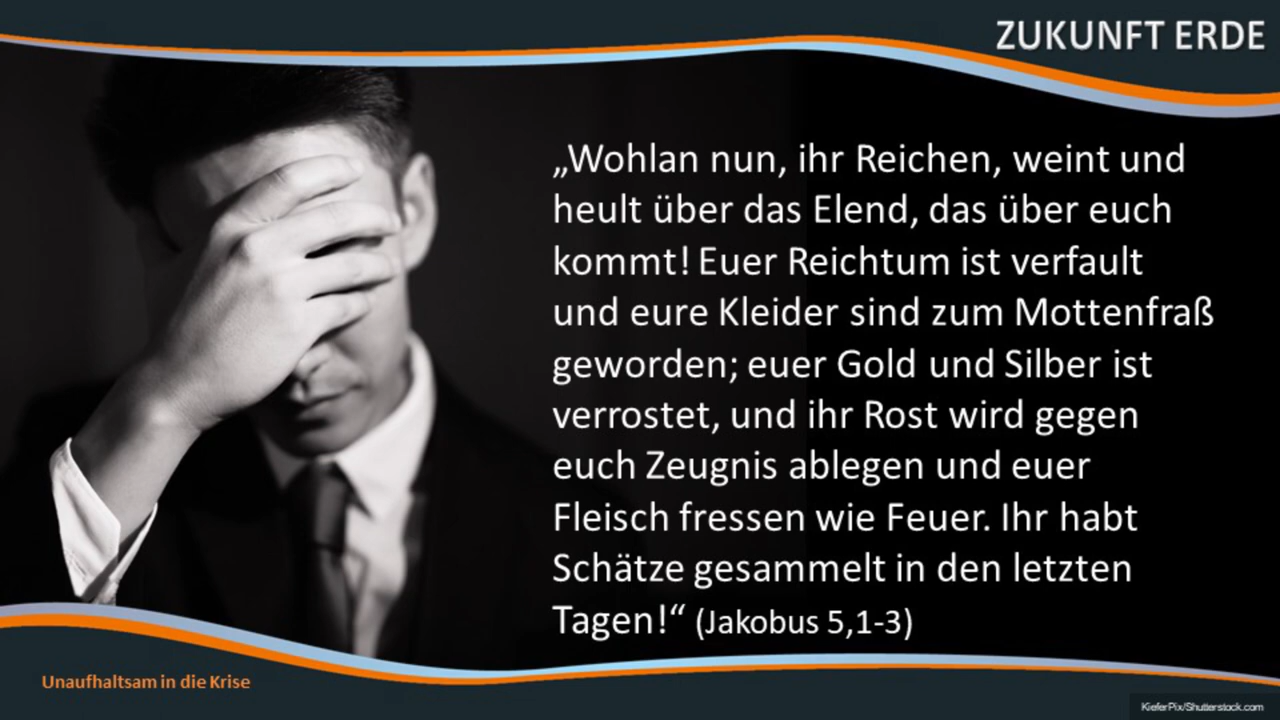 ZUKUNFT ERDE
„Wohlan nun, ihr Reichen, weint und
heult über das Elend, das über euch
kommt! Euer Reichtum ist verfault
und eure Kleider sind zum Mottenfraß
geworden; euer Gold und Silber ist
verrostet, und ihr Rost wird gegen
euch Zeugnis ablegen und euer
Fleisch fressen wie Feuer. Ihr habt
Schätze gesammelt in den letzten
Tagen!“ (Jakobus 5,1-3)
Unaufhaltsam in die Krise
KieferPix/Shutterstock.com